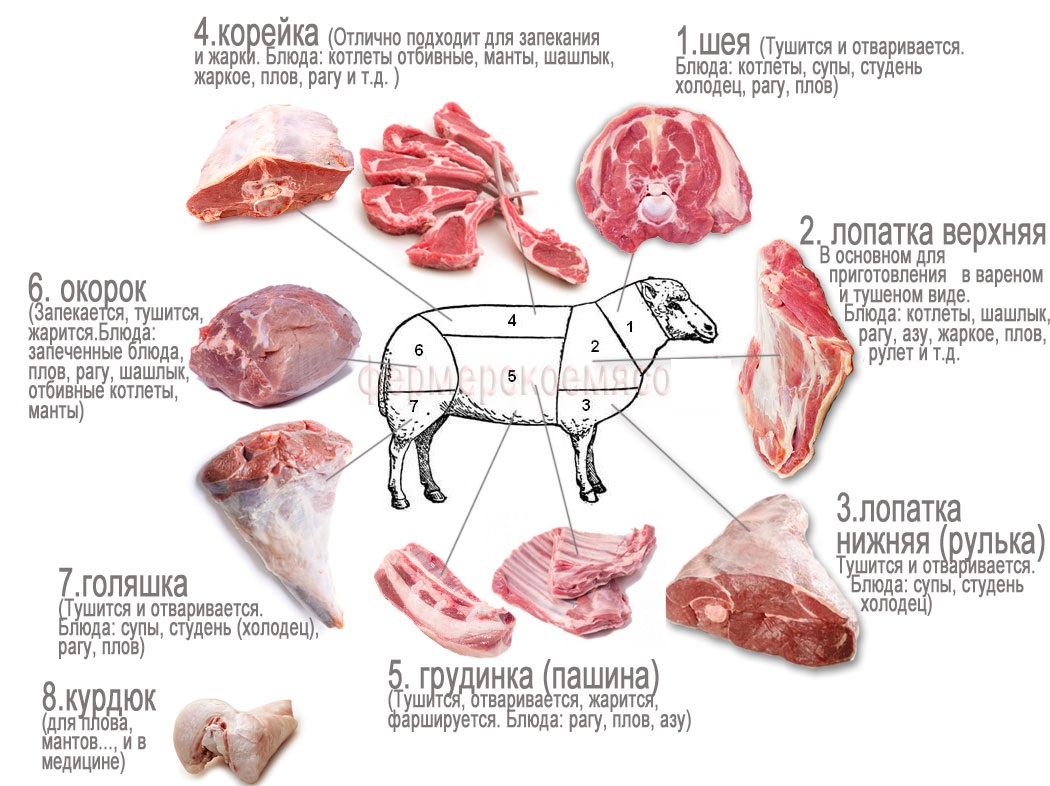 4.корейка (Отлично подходит для запекания
и жарки. Блюда: котлеты отбивные, манты, шашлык,
жаркое, плов, рагу и т.д. )
1.шея (Тушится и отваривается.
Блюда: котлеты, супы, студень
холодец, рагу, плов)
2. лопатка верхняя
В основном для
приготовления в вареном
и тушеном виде.
Блюда: котлеты, шашлык,
рагу, азу, жаркое, плов,
рулет и т.д.
6. окорок
(Запекается, тушится,
жарится.Блюда:
запеченные блюда,
плов, рагу, шашлык,
отбивные котлеты,
манты)
4
1
2
6
5
фермерскоемясо
7
3
3.лопатка
нижняя (рулька)
Тушится и отваривается.
Блюда: супы, студень
холодец)
7.голяшка
(Тушится и отваривается.
Блюда: супы, студень (холодец),
рагу, плов)
5. грудинка (пашина)
(Тушится, отваривается, жарится,
фаршируется. Блюда: рагу, плов, азу)
8.курдюк
(для плова,
мантов..., и в
медицине)